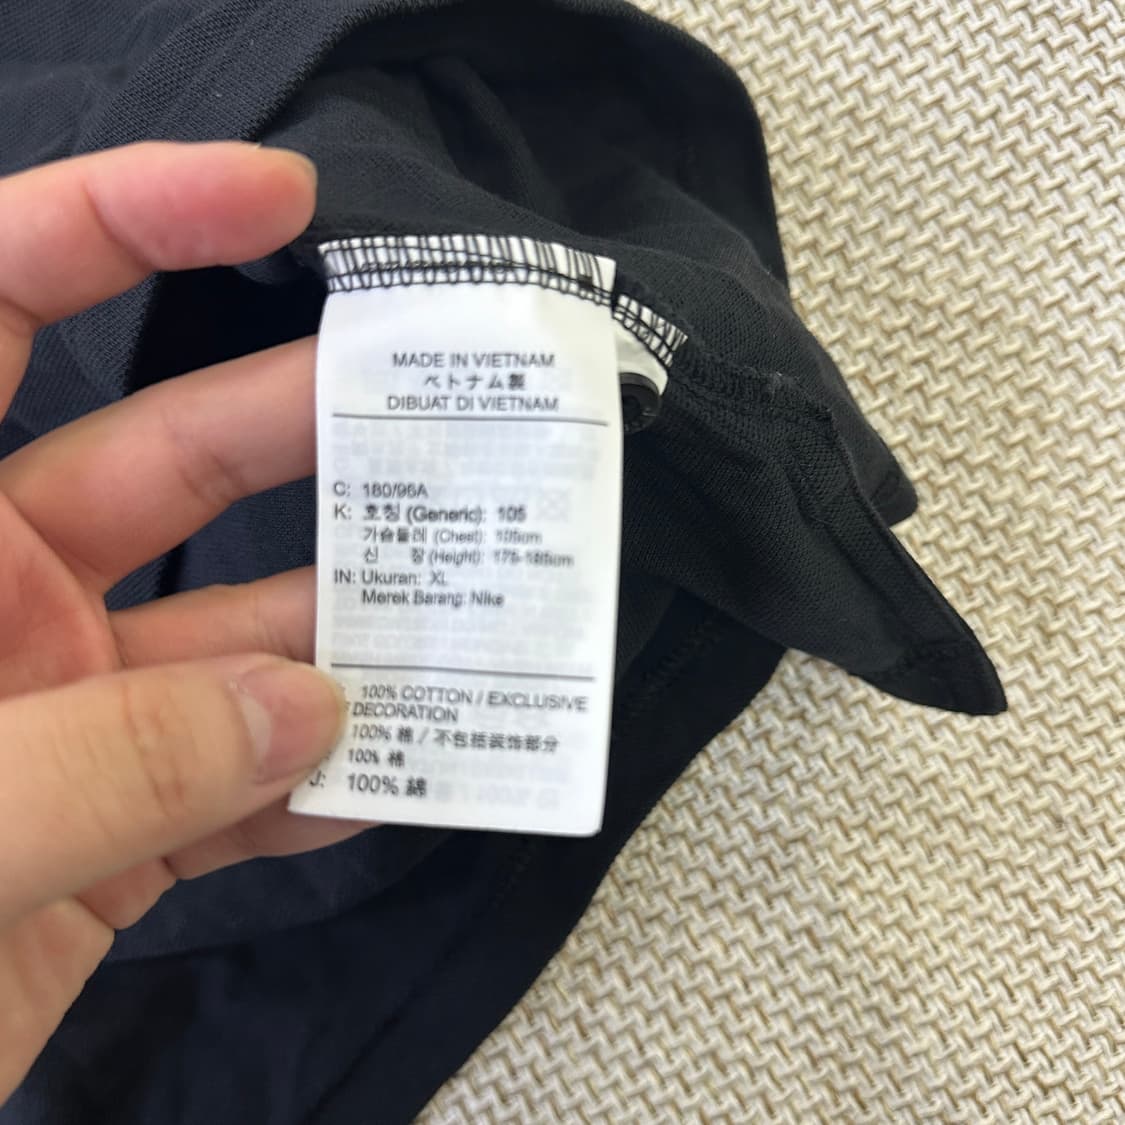 MADE IN VIETNAM
ベトナム製
DIBUAT DI VIETNAM
C: 180/96A
K: 호칭 (Generic): 105
가슴둘레 (Chest): 105cm
신 장 (Height): 175-185cm
IN: Ukuran: XL
Merek Barang: Nike
100% COTTON / EXCLUSIVE
F DECORATION
100% 棉 / 不包括装饰部分
100% 棉
J: 100% 綿